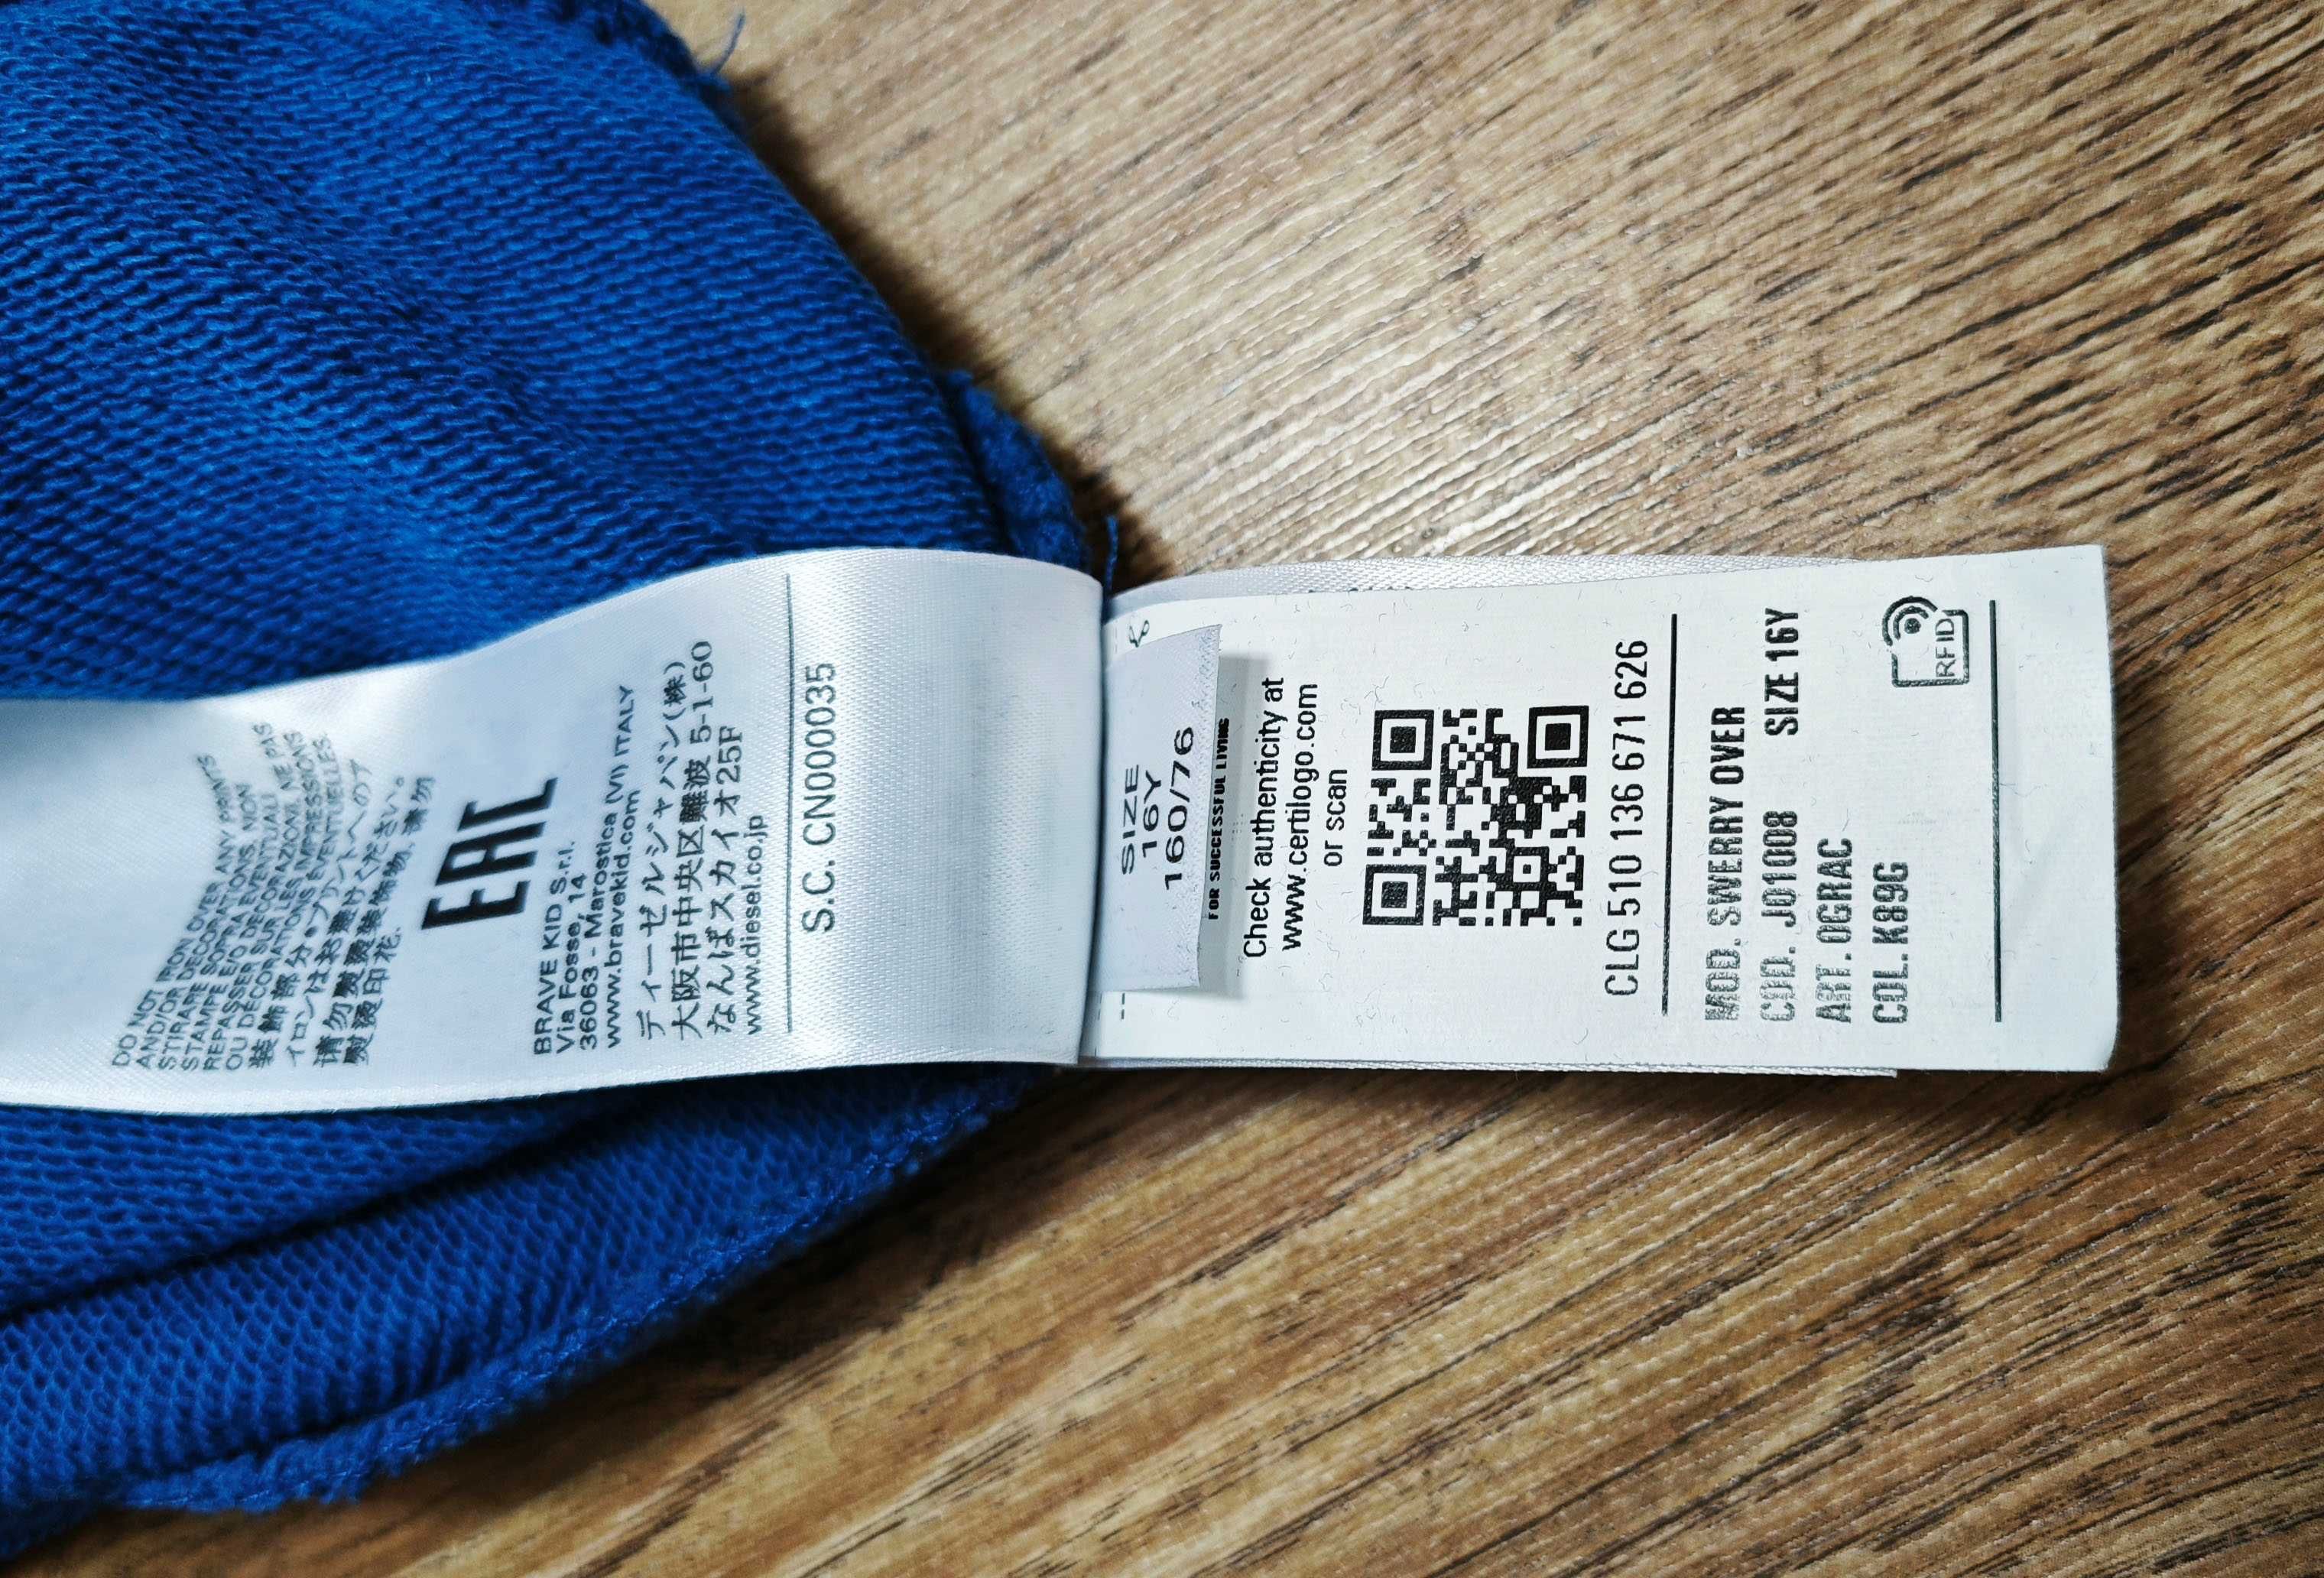 DO NOT IRON OVER ANY PRINTS
AND/OR DECORATIONS. NON
STIRARE SOPRA EVENTUALI
STAMPE E/O DECORAZIONI. NE PAS
REPASSER SUR LES IMPRESSIONS
OU DÉCORATIONS ÉVENTUELLES.
装飾部分・プリントへのア
イロンはお避けください。
请勿熨烫装饰物，请勿
熨烫印花.
EAC
BRAVE KID S.r.l.
Via Fosse, 14
36063 - Marostica (VI) ITALY
www.bravekid.com
ディーゼルジャパン(株)
大阪市中央区難波 5-1-60
なんばスカイオ25F
www.diesel.co.jp
S.C. CN000035
SIZE
16Y
160/76
FOR SUCCESSFUL LIVING
Check authenticity at
www.certilogo.com
or scan
CLG 510 136 671 626
MOD. SWERRY OVER
COD. J01008 SIZE 16Y
ART. 0GRAC
COL. K89G
RFID